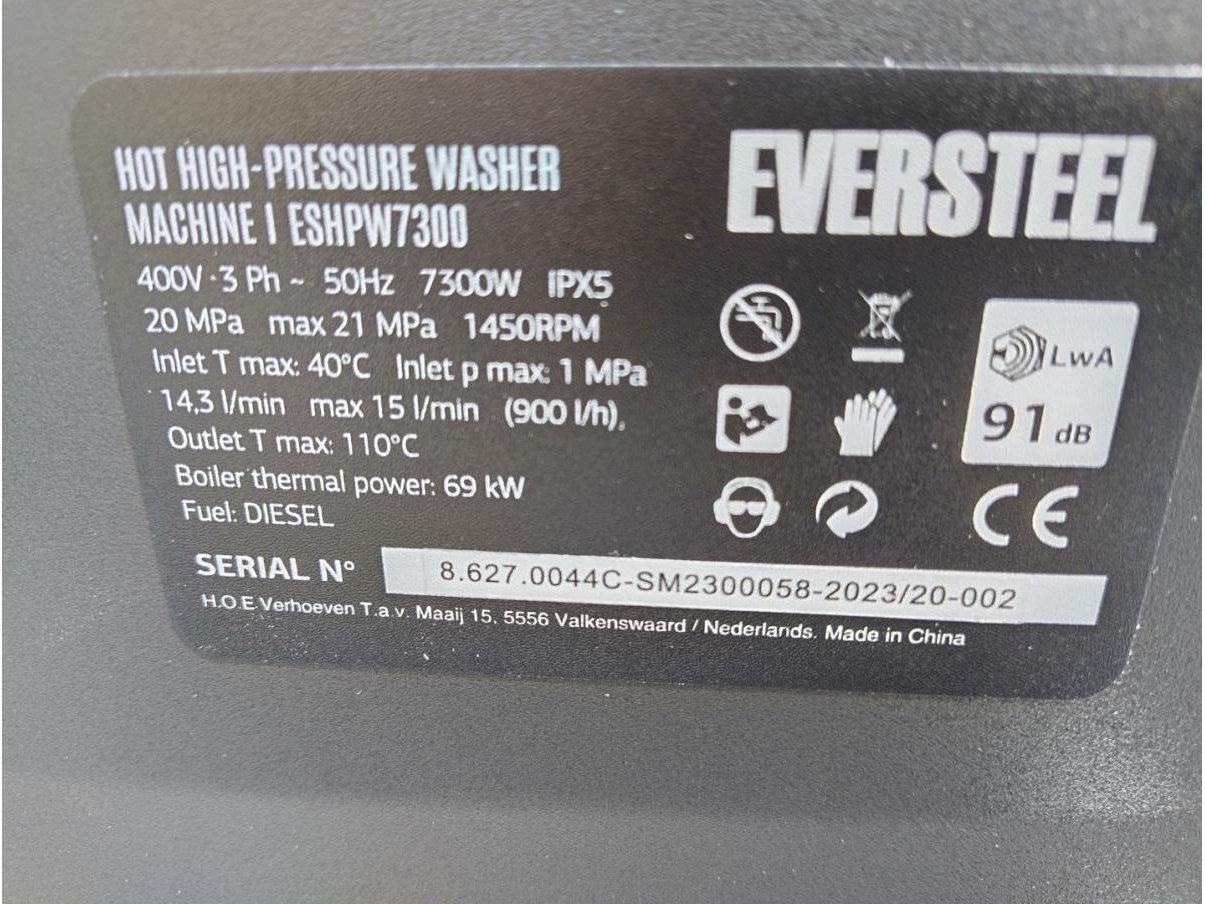 HOT HIGH-PRESSURE WASHER
MACHINE | ESHPW7300
400V ·3 Ph ~ 50Hz 7300W IPX5
20 MPa max 21 MPa 1450RPM
Inlet T max: 40°C Inlet p max: 1 MPa
14,3 l/min max 15 l/min (900 l/h),
Outlet T max: 110°C
Boiler thermal power: 69 kW
Fuel: DIESEL
EVERSTEEL
LWA
91 dB
CE
SERIAL N° 8.627.0044C-SM2300058-2023/20-002
H.O.E Verhoeven T.a.v. Maaij 15, 5556 Valkenswaard / Nederlands. Made in China